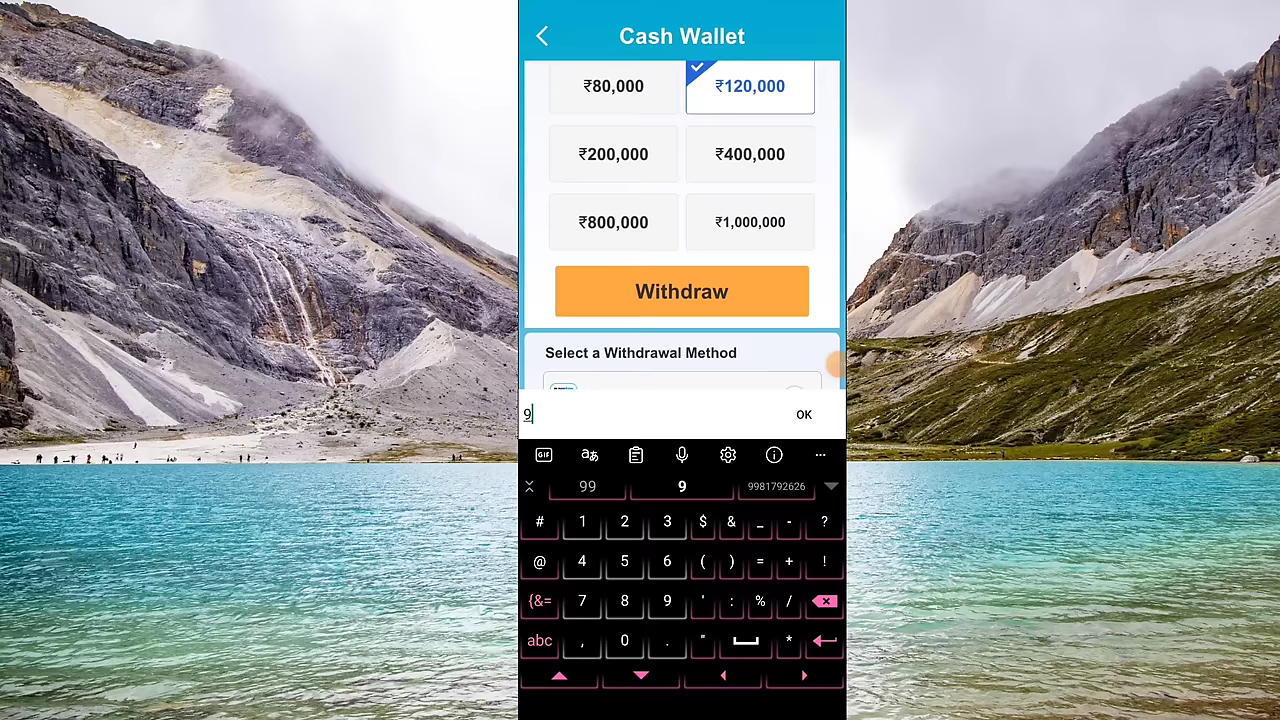 Cash Wallet
₹80,000 ₹120,000
₹200,000 ₹400,000
₹800,000 ₹1,000,000
Withdraw
Select a Withdrawal Method
9 OK
GIF
99 9 9981792626
# 1 2 3 $ & _ - ?
@ 4 5 6 ( ) = + !
{&= 7 8 9 ' : % /
abc , 0 . " *